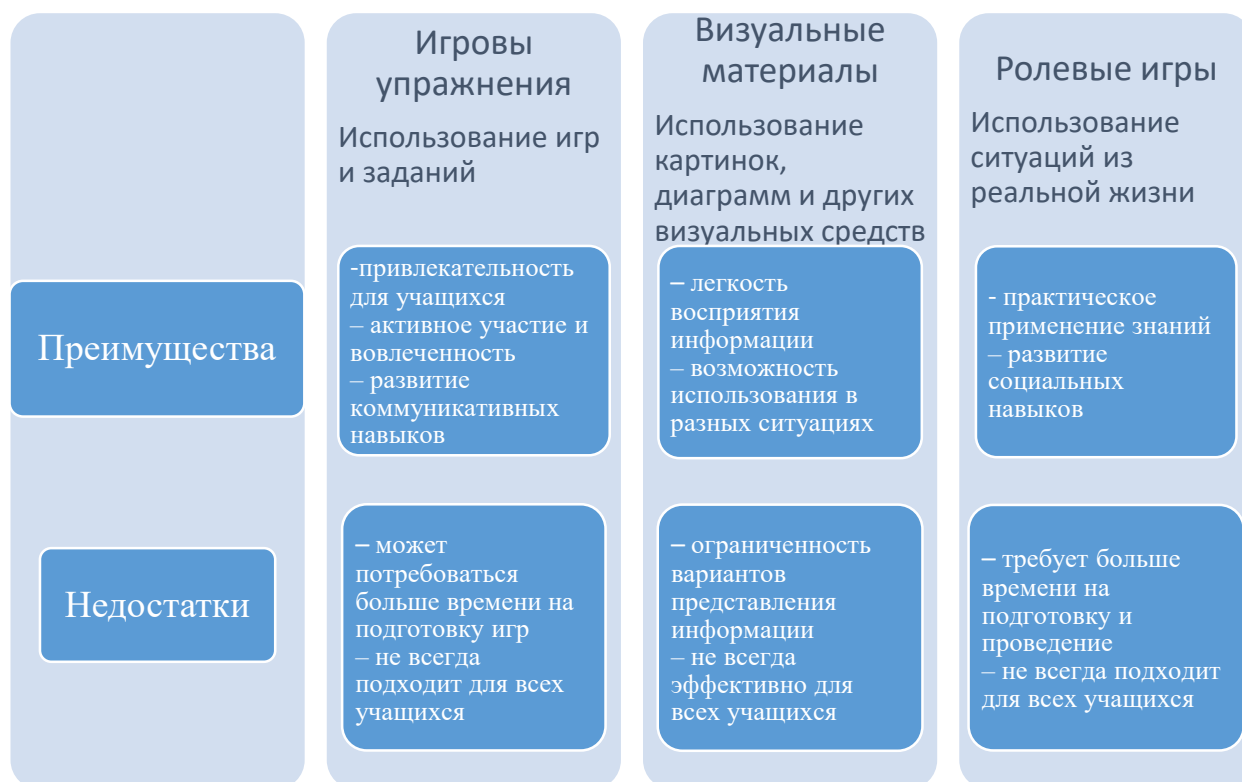 Игровы
упражнения
Использование игр
и заданий
Визуальные
материалы
Использование
картинок,
диаграмм и других
визуальных средств
Ролевые игры
Использование
ситуаций из
реальной жизни
Преимущества
-привлекательность
для учащихся
– активное участие и
вовлеченность
– развитие
коммуникативных
навыков
– легкость
восприятия
информации
– возможность
использования в
разных ситуациях
- практическое
применение знаний
– развитие
социальных
навыков
Недостатки
– может
потребоваться
больше времени на
подготовку игр
– не всегда
подходит для всех
учащихся
– ограниченность
вариантов
представления
информации
– не всегда
эффективно для
всех учащихся
– требует больше
времени на
подготовку и
проведение
– не всегда подходит
для всех учащихся